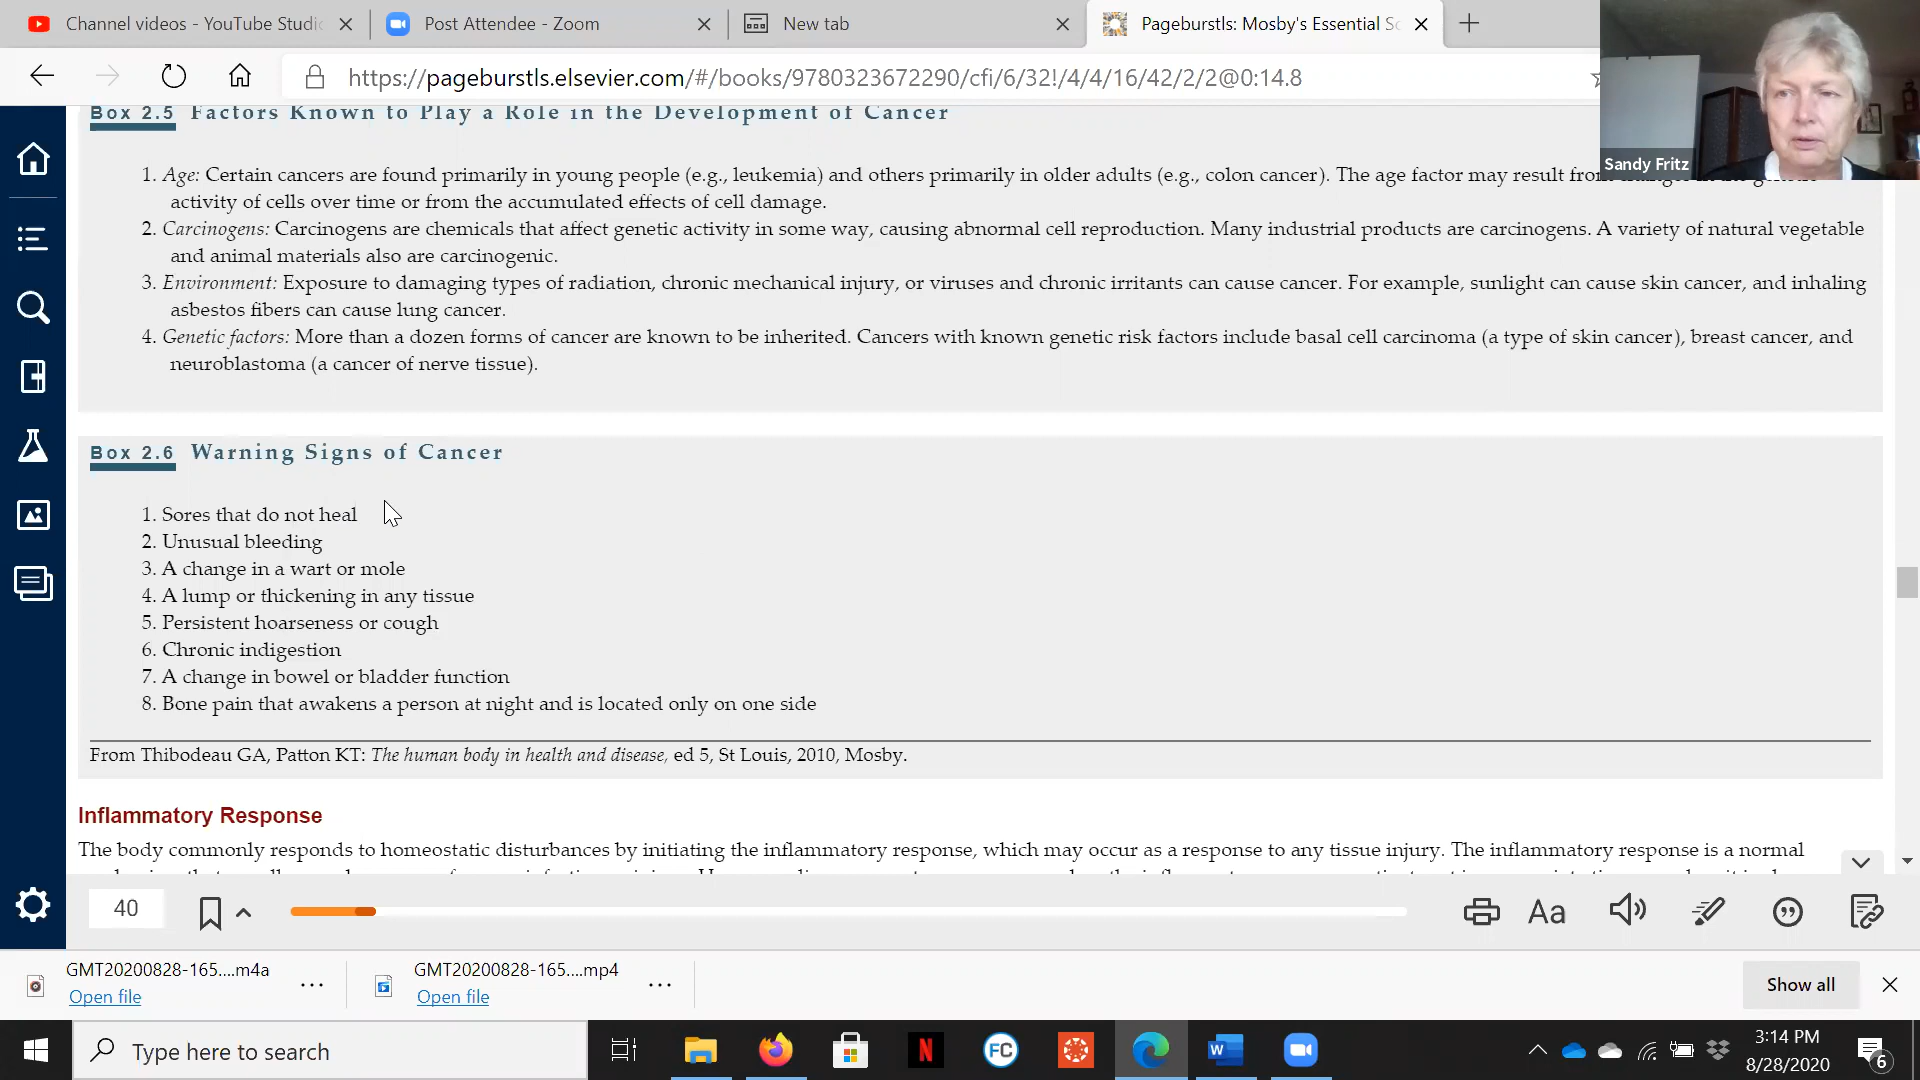 Channel videos - YouTube Studio
Post Attendee - Zoom
New tab
Pageburstls: Mosby's Essential Sc
https://pageburstls.elsevier.com/#/books/9780323672290/cfi/6/32!/4/4/16/42/2/2@0:14.8
Sandy Fritz
Box 2.5 Factors Known to Play a Role in the Development of Cancer
1. Age: Certain cancers are found primarily in young people (e.g., leukemia) and others primarily in older adults (e.g., colon cancer). The age factor may result from changes in the genetic
activity of cells over time or from the accumulated effects of cell damage.
2. Carcinogens: Carcinogens are chemicals that affect genetic activity in some way, causing abnormal cell reproduction. Many industrial products are carcinogens. A variety of natural vegetable
and animal materials also are carcinogenic.
3. Environment: Exposure to damaging types of radiation, chronic mechanical injury, or viruses and chronic irritants can cause cancer. For example, sunlight can cause skin cancer, and inhaling
asbestos fibers can cause lung cancer.
4. Genetic factors: More than a dozen forms of cancer are known to be inherited. Cancers with known genetic risk factors include basal cell carcinoma (a type of skin cancer), breast cancer, and
neuroblastoma (a cancer of nerve tissue).
Box 2.6 Warning Signs of Cancer
1. Sores that do not heal
2. Unusual bleeding
3. A change in a wart or mole
4. A lump or thickening in any tissue
5. Persistent hoarseness or cough
6. Chronic indigestion
7. A change in bowel or bladder function
8. Bone pain that awakens a person at night and is located only on one side
From Thibodeau GA, Patton KT: The human body in health and disease, ed 5, St Louis, 2010, Mosby.
Inflammatory Response
The body commonly responds to homeostatic disturbances by initiating the inflammatory response, which may occur as a response to any tissue injury. The inflammatory response is a normal
40
Aa
GMT20200828-165....m4a
Open file
GMT20200828-165....mp4
Open file
Show all
Type here to search
N
FC
W
3:14 PM
8/28/2020
6